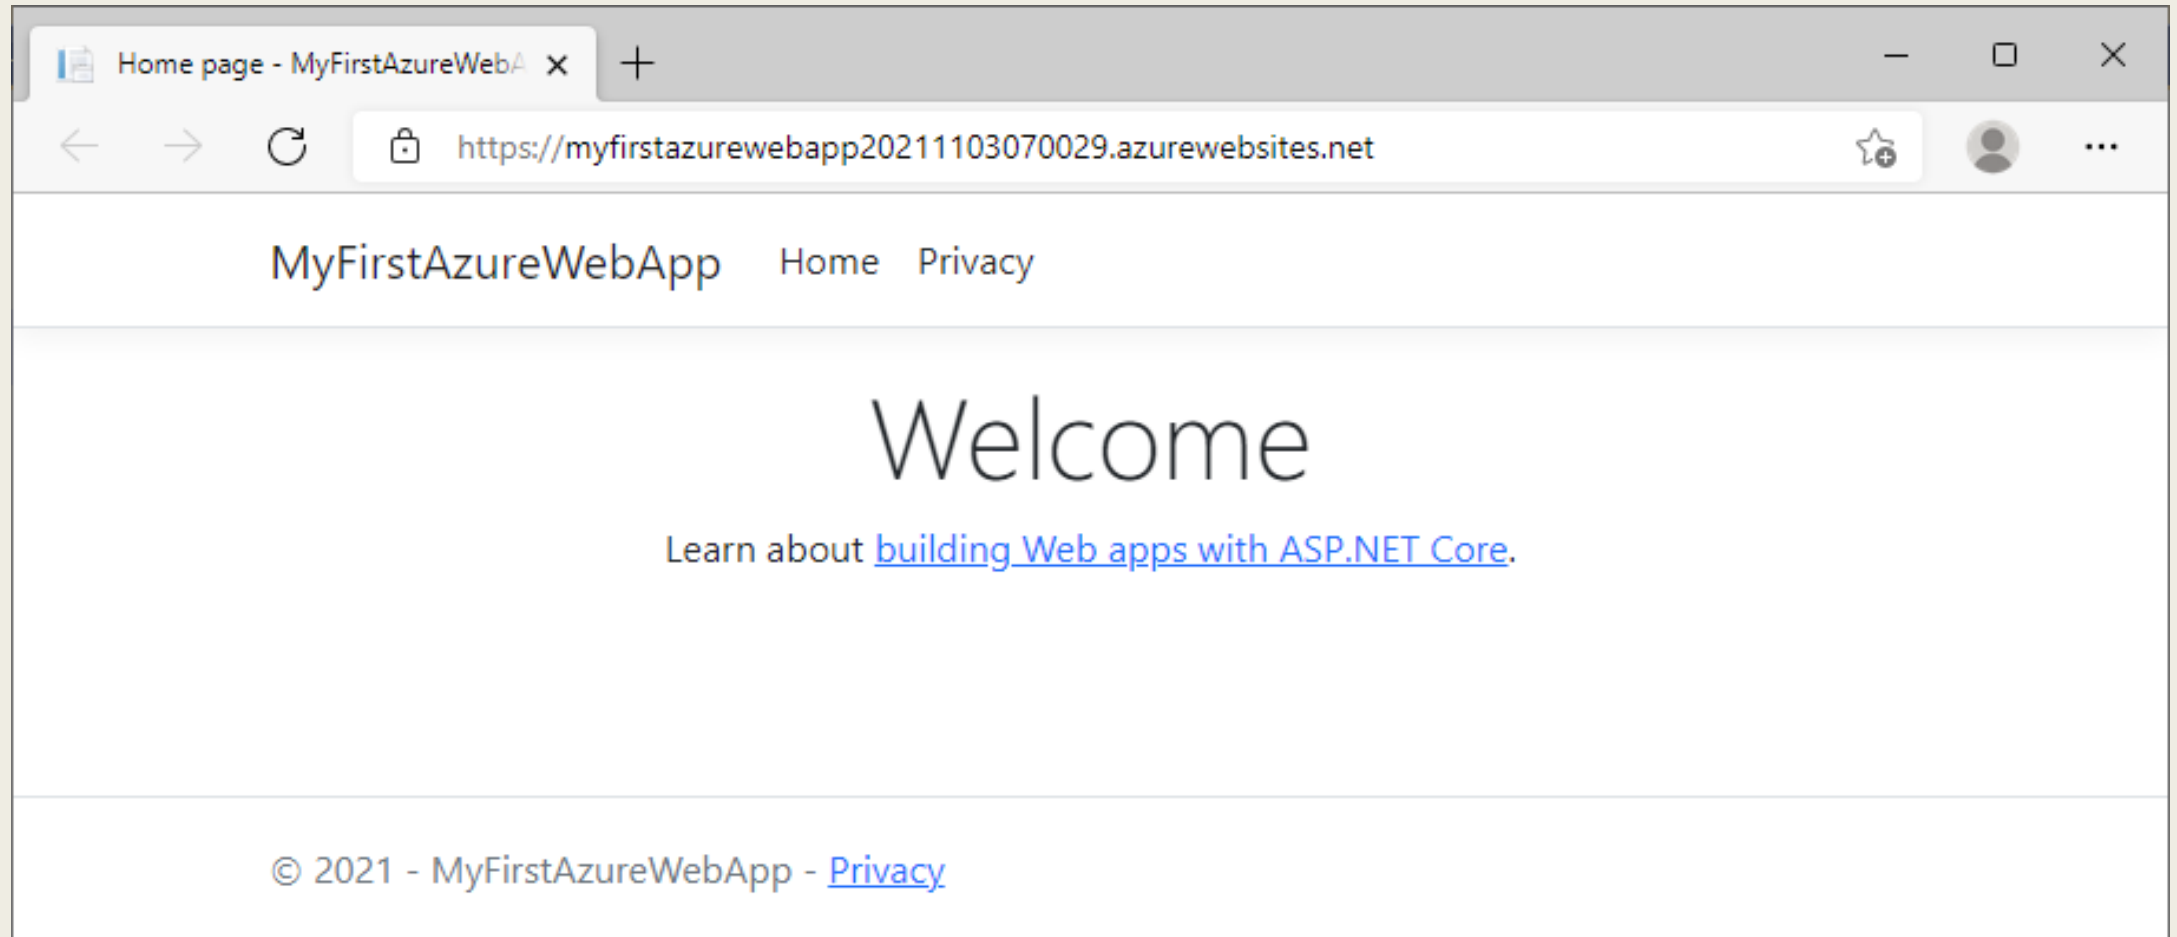 Home page - MyFirstAzureWebA
https://myfirstazurewebapp20211103070029.azurewebsites.net
MyFirstAzureWebApp Home Privacy
Welcome
Learn about building Web apps with ASP.NET Core.
© 2021 - MyFirstAzureWebApp - Privacy